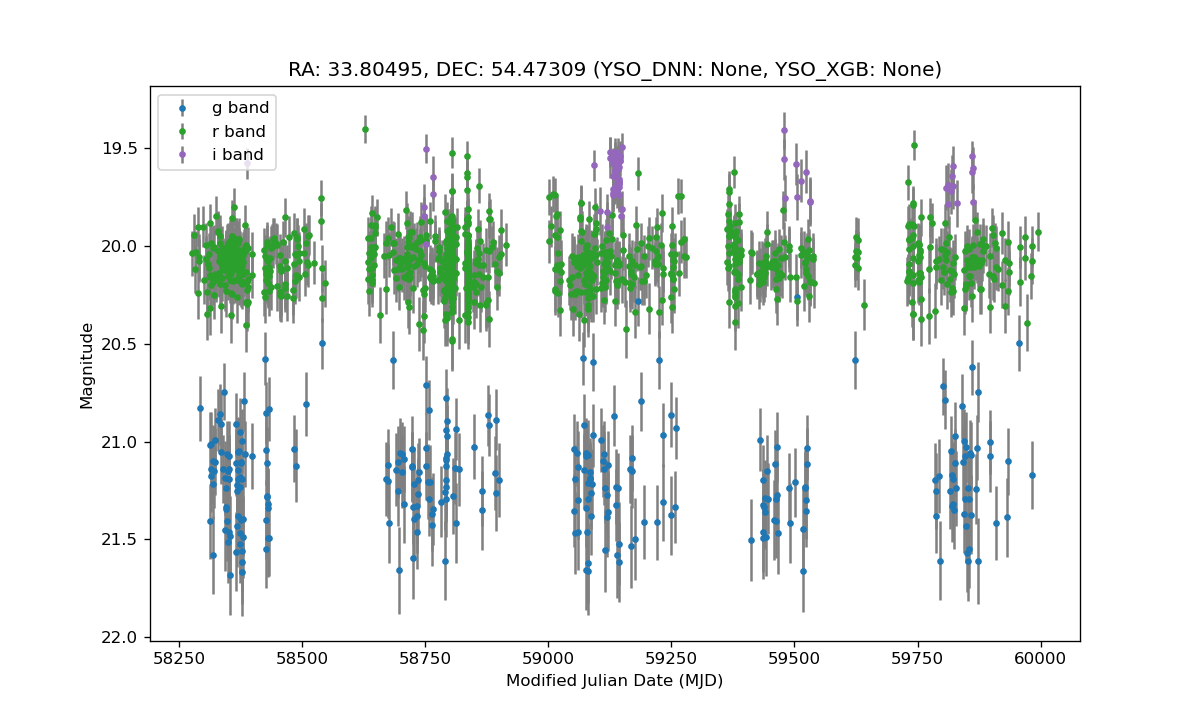 RA: 33.80495, DEC: 54.47309 (YSO_DNN: None, YSO_XGB: None)
g band
r band
i band
19.5
20.0
20.5
21.0
21.5
22.0
Magnitude
58250 58500 58750 59000 59250 59500 59750 60000
Modified Julian Date (MJD)